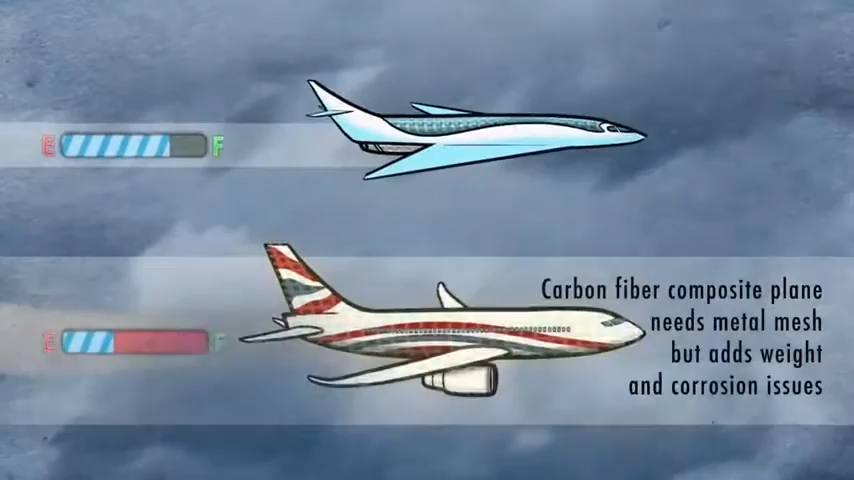 E F
Carbon fiber composite plane
needs metal mesh
but adds weight
and corrosion issues
E F